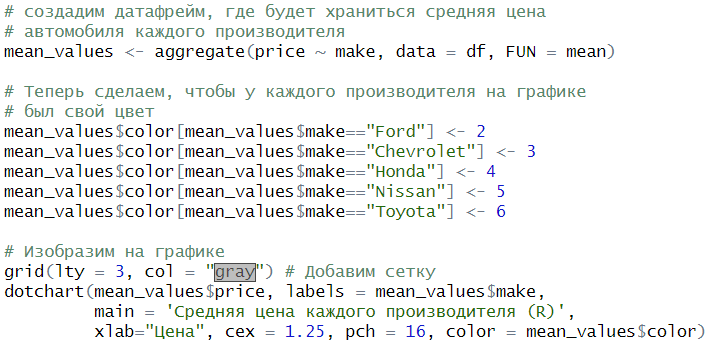 # создадим датафрейм, где будет храниться средняя цена
# автомобиля каждого производителя
mean_values <- aggregate(price ~ make, data = df, FUN = mean)

# Теперь сделаем, чтобы у каждого производителя на графике
# был свой цвет
mean_values$color[mean_values$make=="Ford"] <- 2
mean_values$color[mean_values$make=="Chevrolet"] <- 3
mean_values$color[mean_values$make=="Honda"] <- 4
mean_values$color[mean_values$make=="Nissan"] <- 5
mean_values$color[mean_values$make=="Toyota"] <- 6

# Изобразим на графике
grid(lty = 3, col = "gray") # Добавим сетку
dotchart(mean_values$price, labels = mean_values$make,
         main = 'Средняя цена каждого производителя (R)',
         xlab="Цена", cex = 1.25, pch = 16, color = mean_values$color)